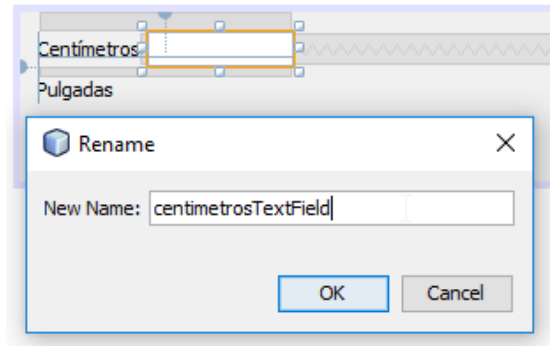 Centímetros
Pulgadas
Rename
New Name: centimetrosTextField
OK Cancel